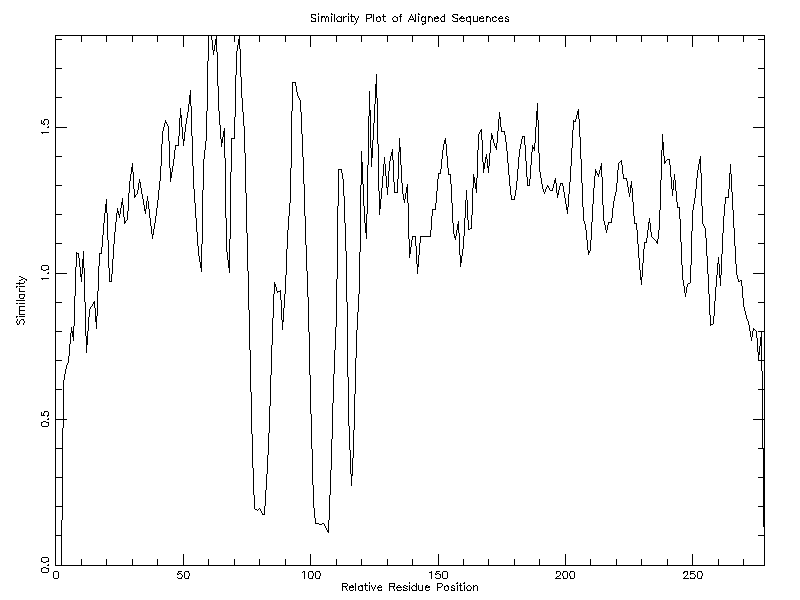 Similarity Plot of Aligned Sequences
Similarity
1.5
1.0
0.5
0.0
0 50 100 150 200 250
Relative Residue Position